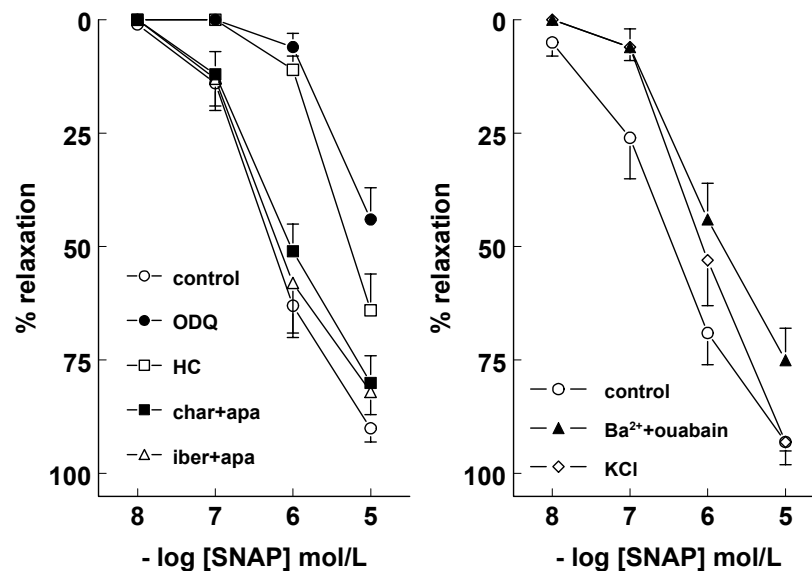 0
25
50
75
100
% relaxation
control
ODQ
HC
char+apa
iber+apa
8 7 6 5
- log [SNAP] mol/L
0
25
50
75
100
% relaxation
control
Ba²⁺+ouabain
KCl
8 7 6 5
- log [SNAP] mol/L